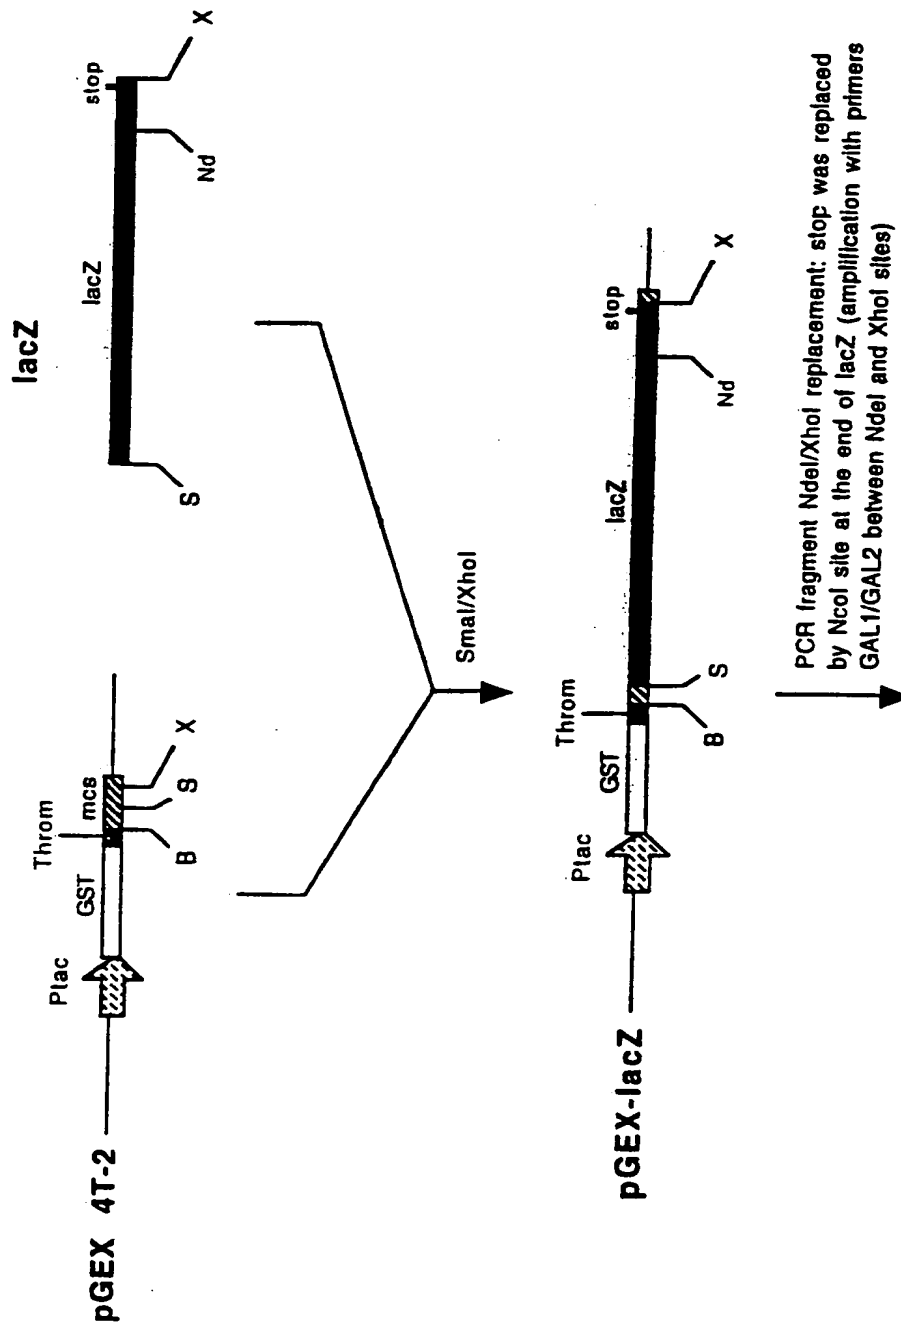 lacZ
lacZ
stop
S
Nd
X
pGEX 4T-2
Ptac
GST
Throm
mcs
B
S
X
SmaI/XhoI
pGEX-lacZ
Ptac
GST
Throm
lacZ
stop
B
S
Nd
X
PCR fragment NdeI/XhoI replacement: stop was replaced
by NcoI site at the end of lacZ (amplification with primers
GAL1/GAL2 between NdeI and XhoI sites)